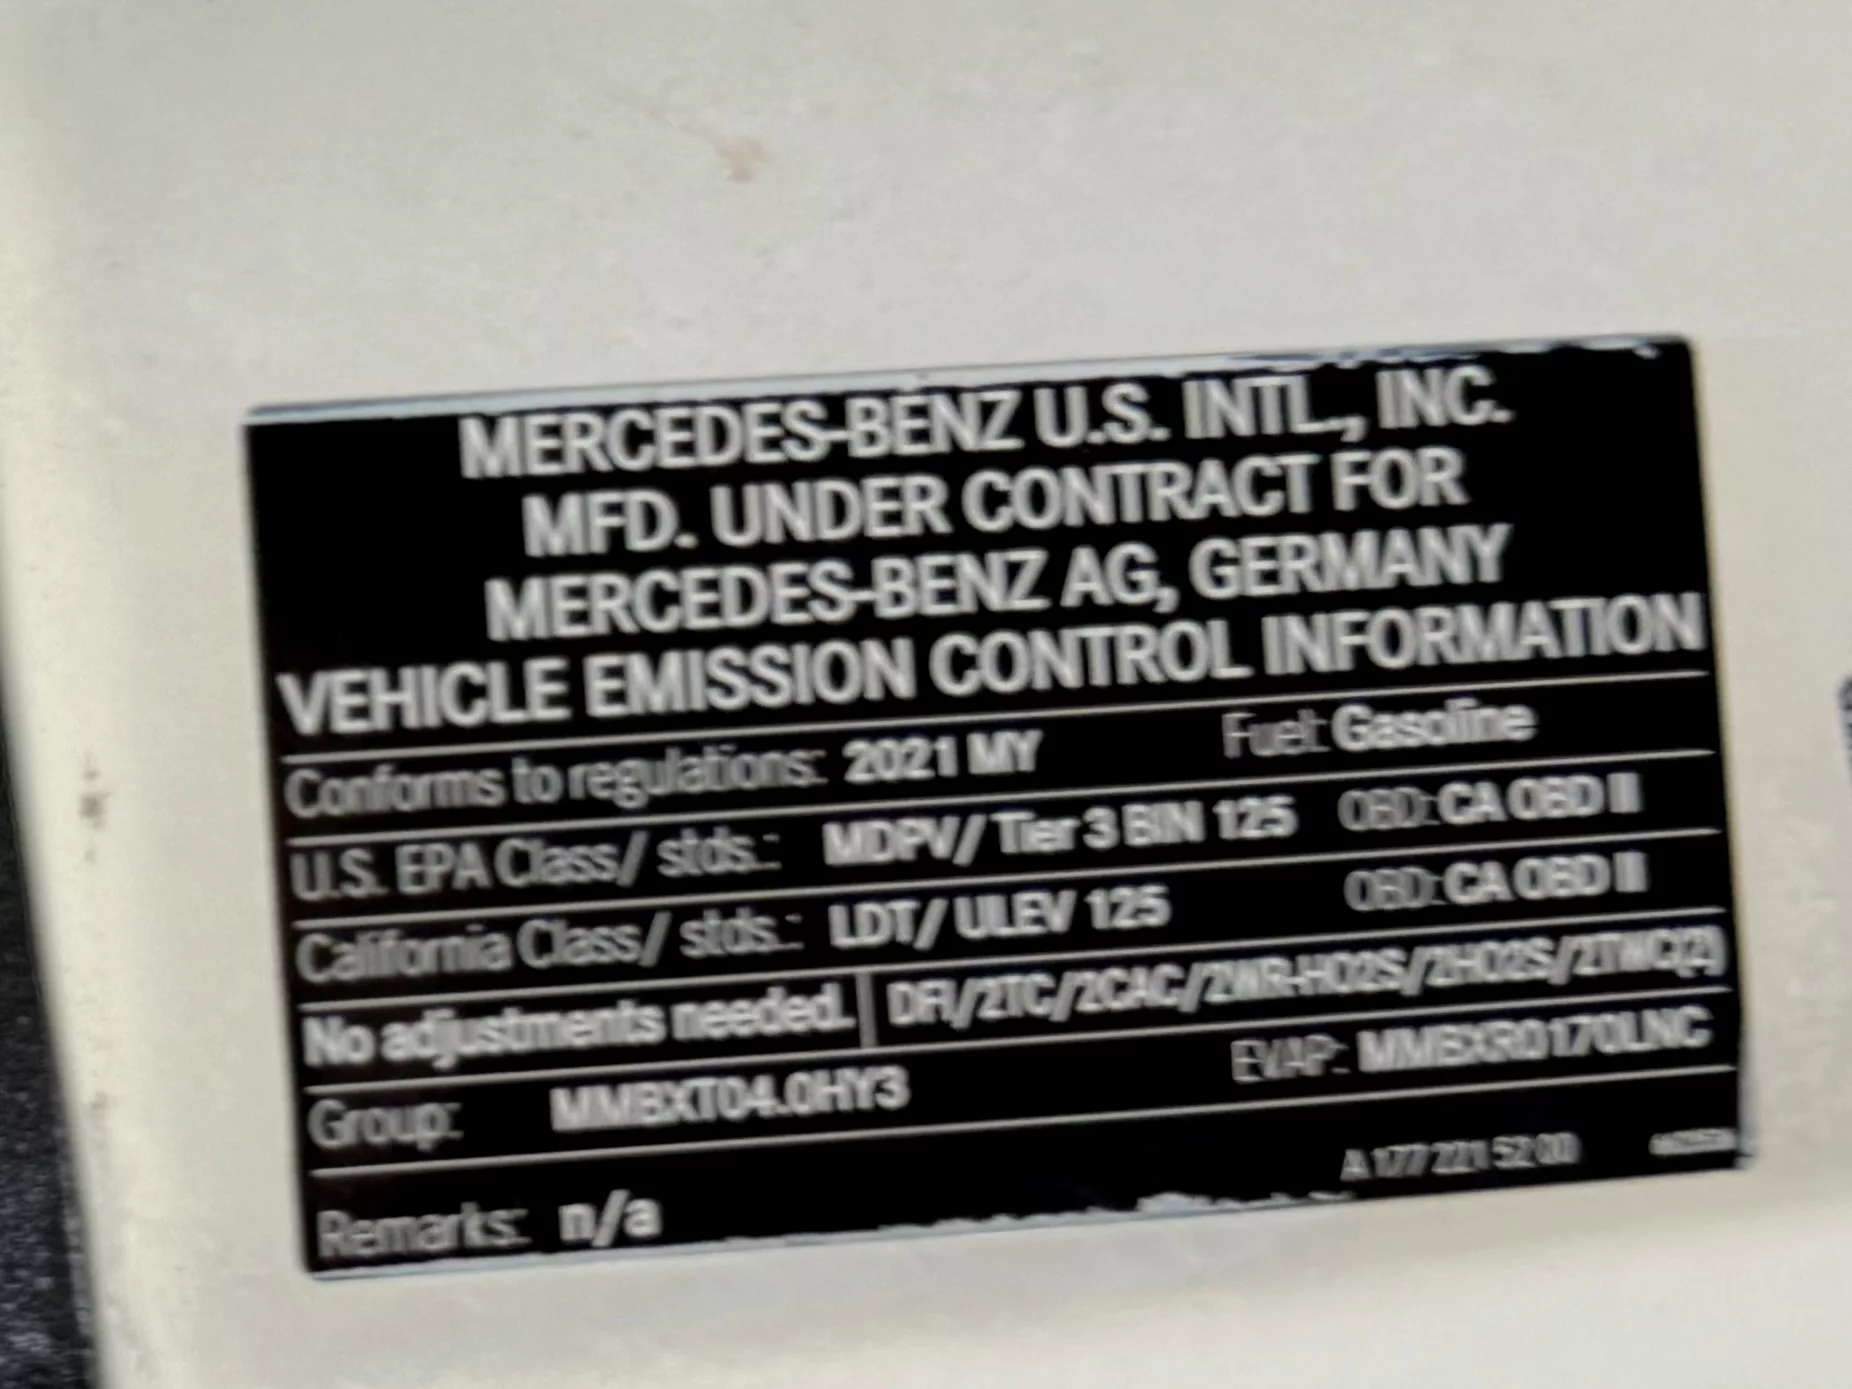 MERCEDES-BENZ U.S. INTL., INC.
MFD. UNDER CONTRACT FOR
MERCEDES-BENZ AG, GERMANY
VEHICLE EMISSION CONTROL INFORMATION
Conforms to regulations: 2021 MY Fuel: Gasoline
U.S. EPA Class/ stds.: MDPV/ Tier 3 BIN 125 OBD: CA OBD II
California Class/ stds.: LDT/ ULEV 125 OBD: CA OBD II
No adjustments needed. DFI/2TC/2CAC/2WR-HO2S/2HO2S/2TWC(2)
Group: MMBXT04.0HY3 EVAP: MMBXR0170LNC
A 177 221 52 00
Remarks: n/a